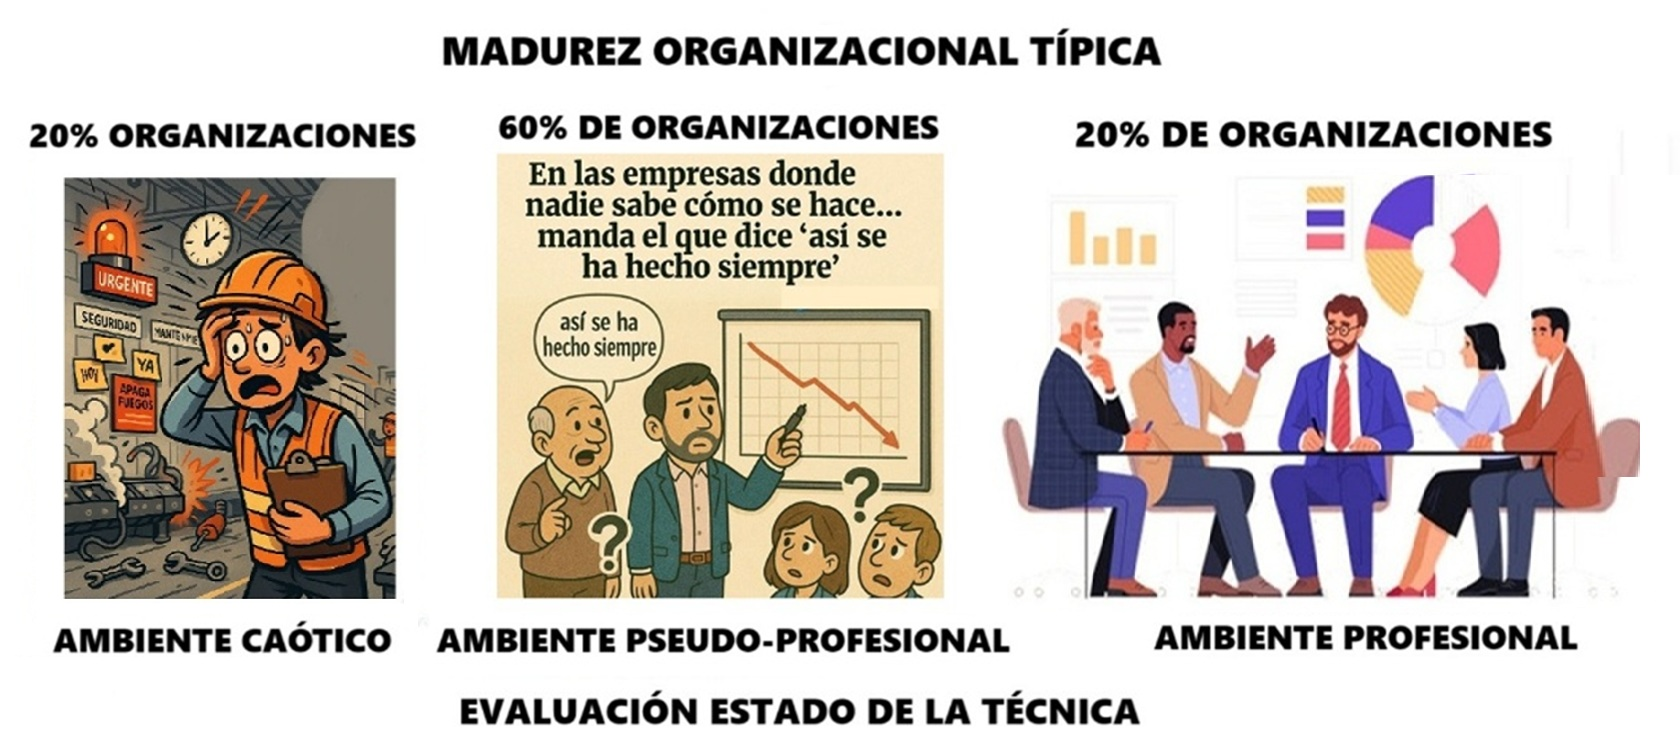 MADUREZ ORGANIZACIONAL TÍPICA
20% ORGANIZACIONES
60% DE ORGANIZACIONES
20% DE ORGANIZACIONES
URGENTE
SEGURIDAD
HOY
YA
APAGA
FUEGOS
En las empresas donde
nadie sabe cómo se hace...
manda el que dice ‘así se
ha hecho siempre’
así se ha
hecho siempre
?
?
AMBIENTE CAÓTICO
AMBIENTE PSEUDO-PROFESIONAL
AMBIENTE PROFESIONAL
EVALUACIÓN ESTADO DE LA TÉCNICA